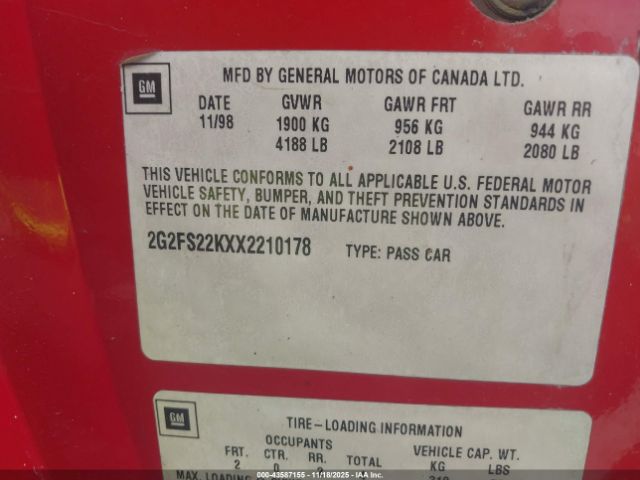 GM
MFD BY GENERAL MOTORS OF CANADA LTD.
DATE GVWR GAWR FRT GAWR RR
11/98 1900 KG 956 KG 944 KG
4188 LB 2108 LB 2080 LB
THIS VEHICLE CONFORMS TO ALL APPLICABLE U.S. FEDERAL MOTOR
VEHICLE SAFETY, BUMPER, AND THEFT PREVENTION STANDARDS IN
EFFECT ON THE DATE OF MANUFACTURE SHOWN ABOVE.
2G2FS22KXX2210178 TYPE: PASS CAR
GM
TIRE-LOADING INFORMATION
OCCUPANTS VEHICLE CAP. WT.
FRT. CTR. RR. TOTAL KG LBS
2
MAX. LOADING
IAA -- 43587155 -- 11/18/2025 -- IAAI.COM